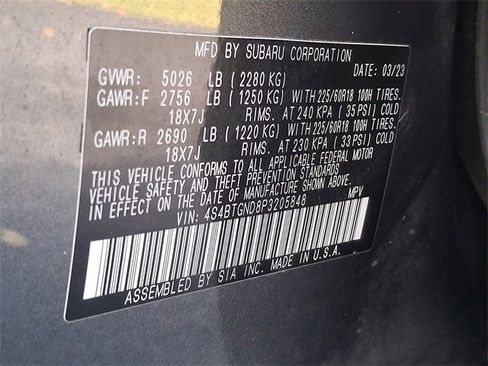 MFD BY SUBARU CORPORATION
GVWR: 5026 LB (2280 KG) DATE: 03/23
GAWR:F 2756 LB (1250 KG) WITH 225/60R18 100H TIRES.
18X7J RIMS. AT 240 KPA (35 PSI) COLD
GAWR:R 2690 LB (1220 KG) WITH 225/60R18 100H TIRES.
18X7J RIMS. AT 230 KPA (33 PSI) COLD
THIS VEHICLE CONFORMS TO ALL APPLICABLE FEDERAL MOTOR
VEHICLE SAFETY AND THEFT PREVENTION STANDARDS
IN EFFECT ON THE DATE OF MANUFACTURE SHOWN ABOVE.
VIN: 4S4BTGND8P3205848 MPV
ASSEMBLED BY SIA INC. MADE IN U.S.A.